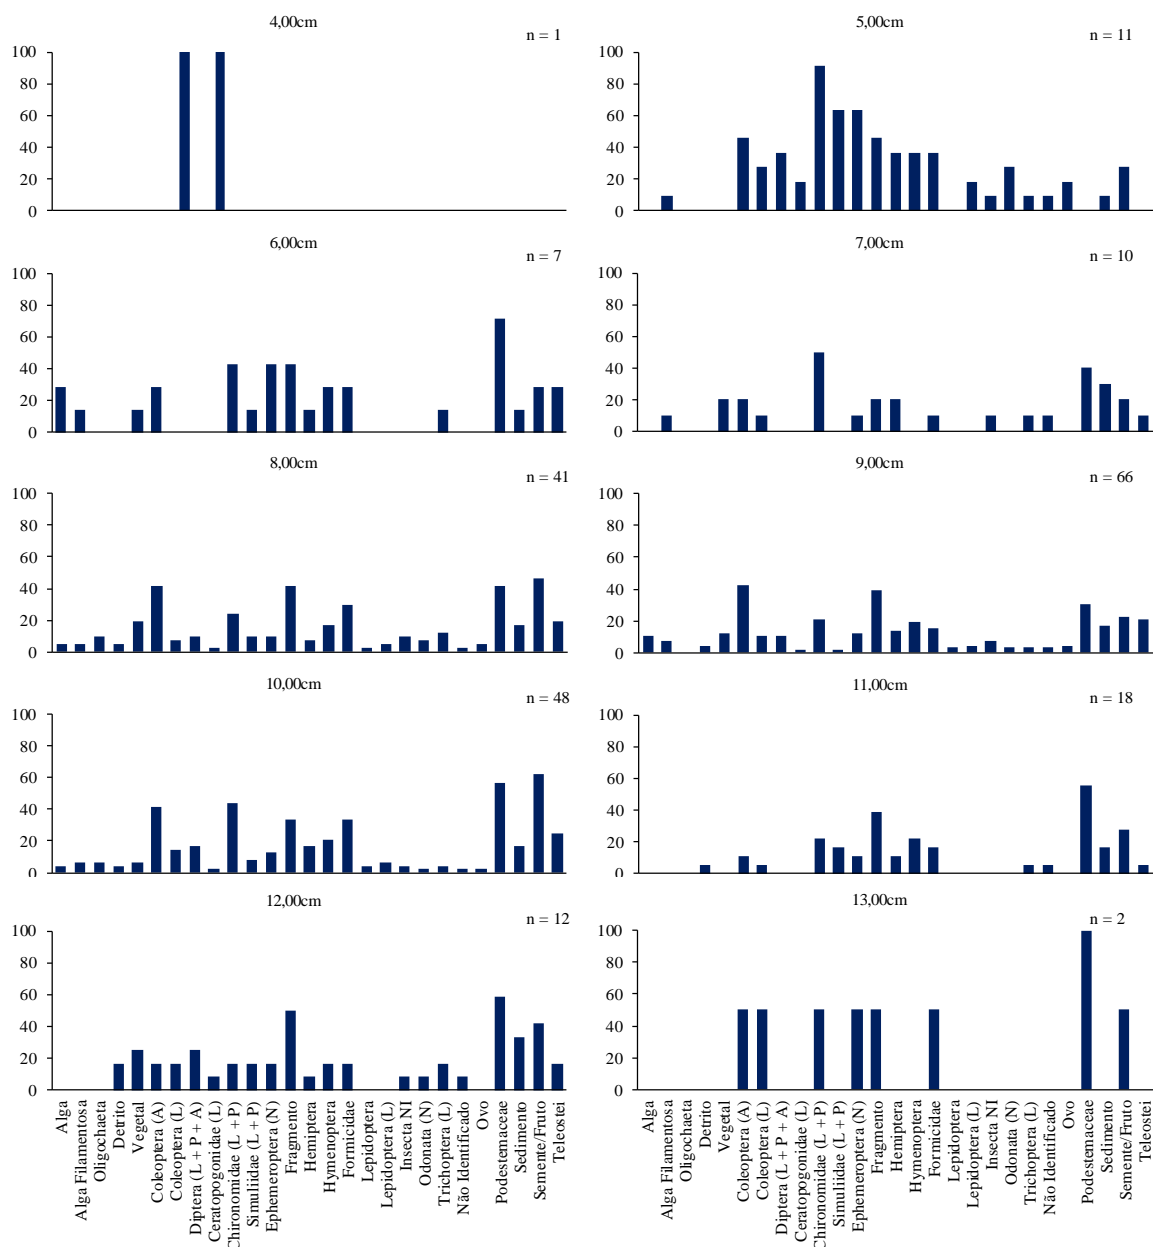 4,00cm
n = 1
100
80
60
40
20
0
5,00cm
n = 11
100
80
60
40
20
0
6,00cm
n = 7
100
80
60
40
20
0
7,00cm
n = 10
100
80
60
40
20
0
8,00cm
n = 41
100
80
60
40
20
0
9,00cm
n = 66
100
80
60
40
20
0
10,00cm
n = 48
100
80
60
40
20
0
11,00cm
n = 18
100
80
60
40
20
0
12,00cm
n = 12
100
80
60
40
20
0
Alga
Alga Filamentosa
Oligochaeta
Detrito
Vegetal
Coleoptera (A)
Coleoptera (L)
Diptera (L + P + A)
Ceratopogonidae (L)
Chironomidae (L + P)
Simuliidae (L + P)
Ephemeroptera (N)
Fragmento
Hemiptera
Hymenoptera
Formicidae
Lepidoptera
Lepidoptera (L)
Insecta NI
Odonata (N)
Trichoptera (L)
Não Identificado
Ovo
Podestemaceae
Sedimento
Semente/Fruto
Teleostei
13,00cm
n = 2
100
80
60
40
20
0
Alga
Alga Filamentosa
Oligochaeta
Detrito
Vegetal
Coleoptera (A)
Coleoptera (L)
Diptera (L + P + A)
Ceratopogonidae (L)
Chironomidae (L + P)
Simuliidae (L + P)
Ephemeroptera (N)
Fragmento
Hemiptera
Hymenoptera
Formicidae
Lepidoptera
Lepidoptera (L)
Insecta NI
Odonata (N)
Trichoptera (L)
Não Identificado
Ovo
Podestemaceae
Sedimento
Semente/Fruto
Teleostei